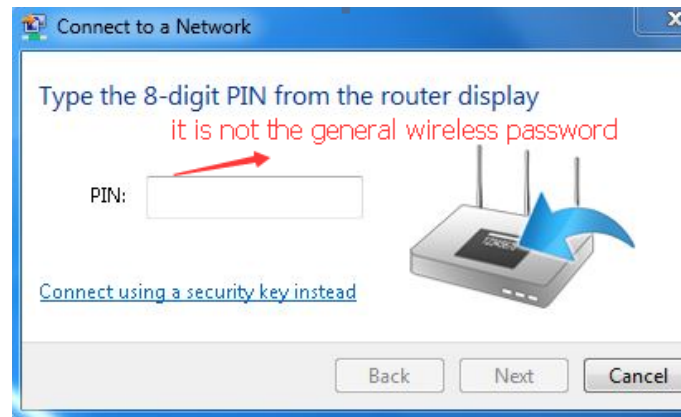 Connect to a Network
Type the 8-digit PIN from the router display
it is not the general wireless password
PIN:
Connect using a security key instead
Back Next Cancel